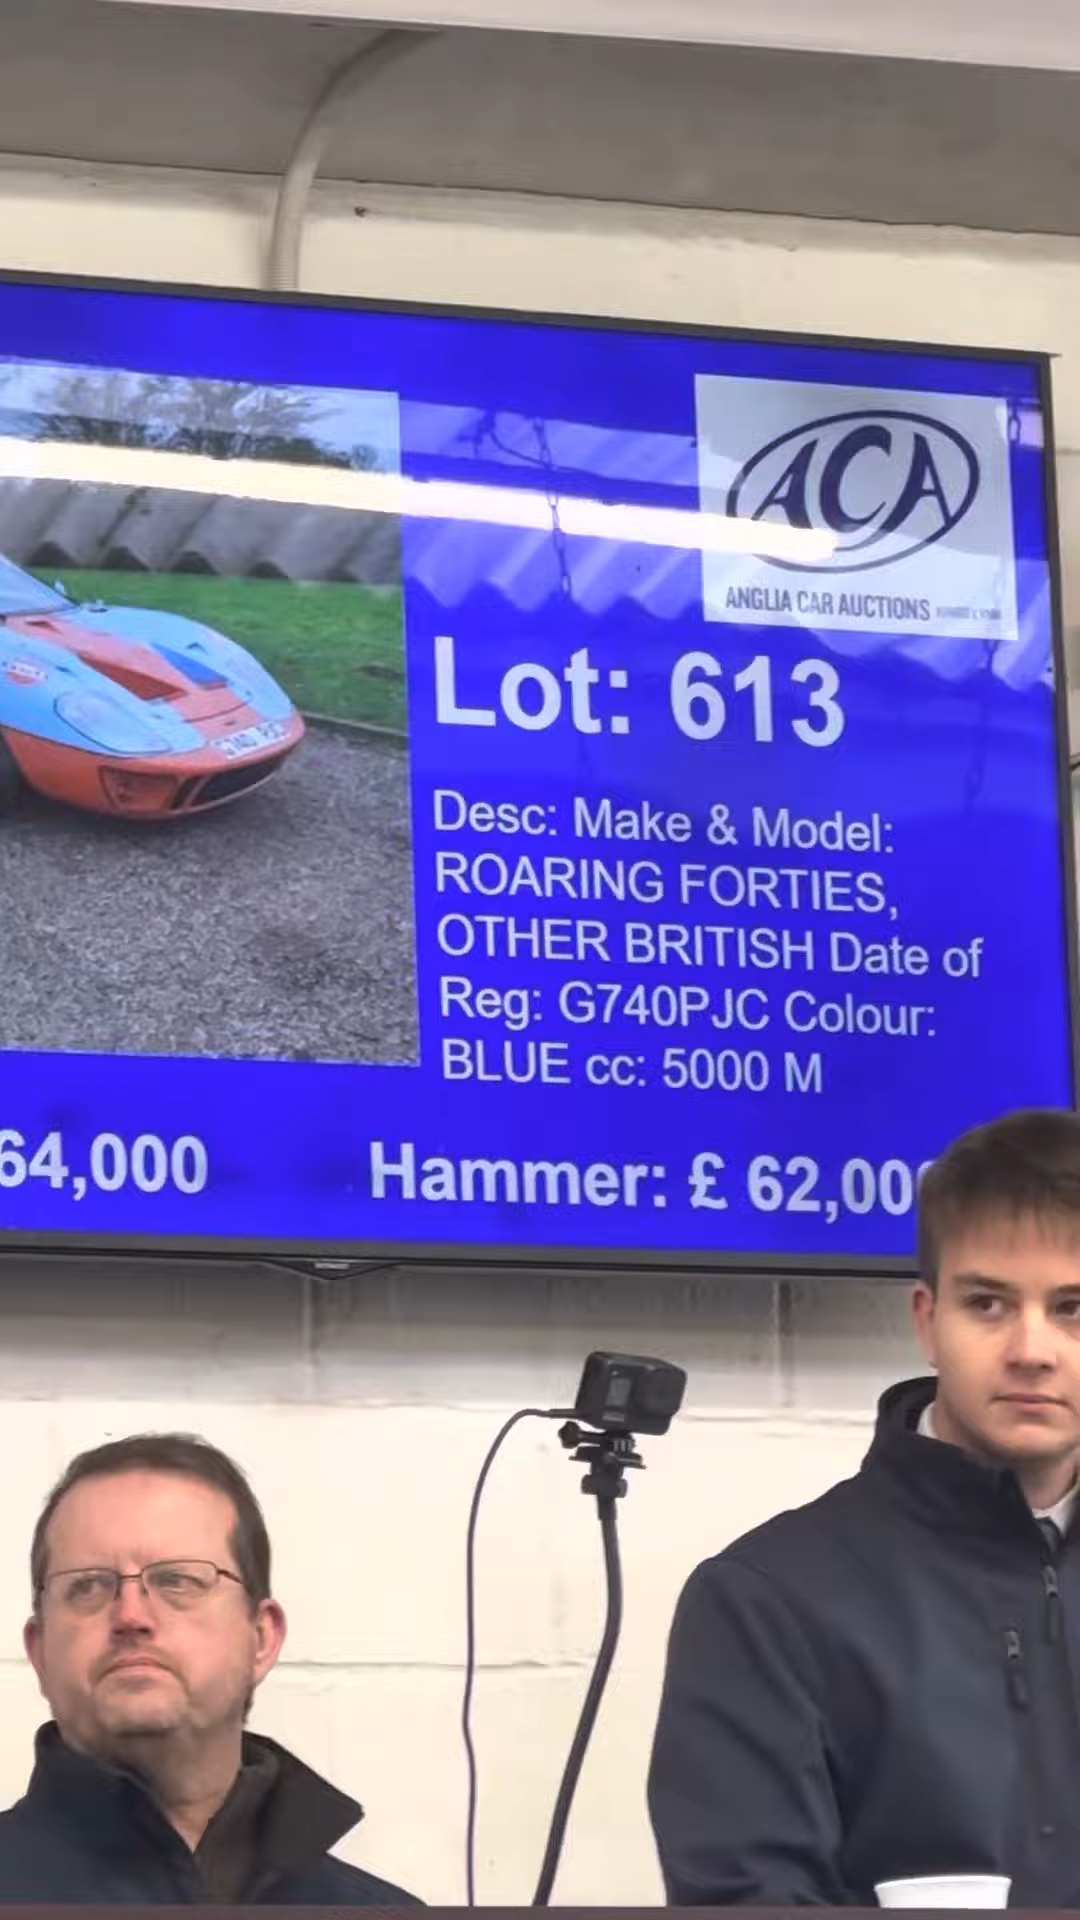 ACA
ANGLIA CAR AUCTIONS
Lot: 613
Desc: Make & Model:
ROARING FORTIES,
OTHER BRITISH Date of
Reg: G740PJC Colour:
BLUE cc: 5000 M
64,000
Hammer: £ 62,00